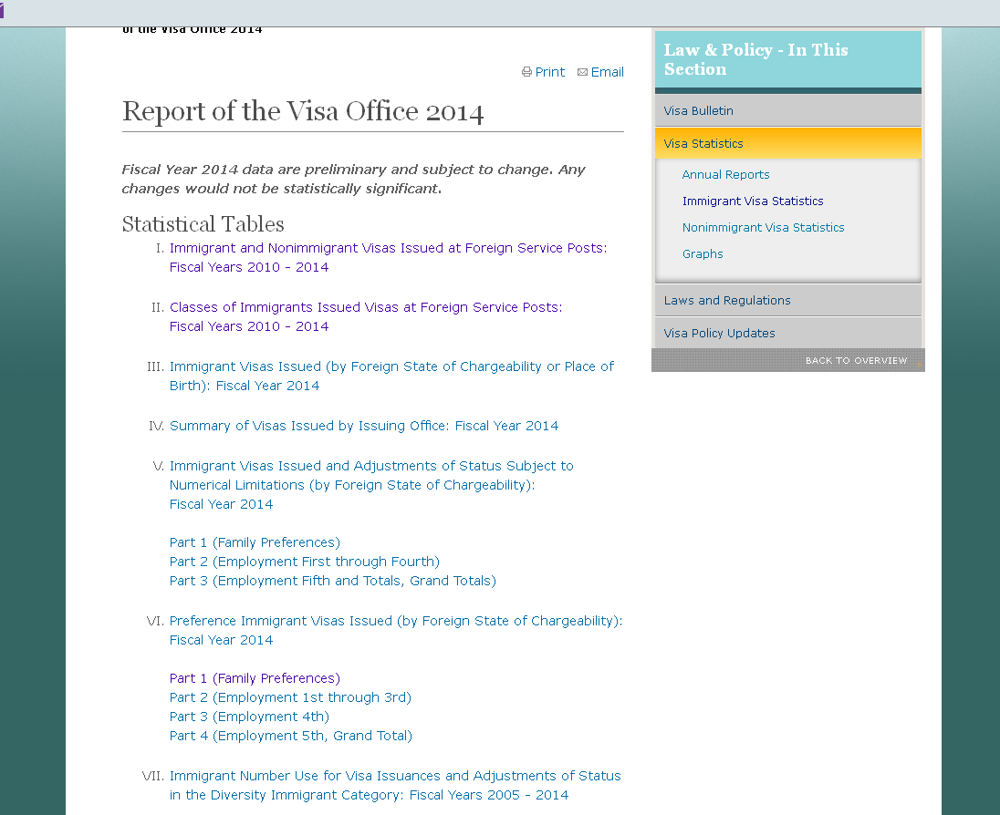 of the Visa Office 2014
Print Email
Report of the Visa Office 2014
Fiscal Year 2014 data are preliminary and subject to change. Any
changes would not be statistically significant.
Statistical Tables
I. Immigrant and Nonimmigrant Visas Issued at Foreign Service Posts:
Fiscal Years 2010 - 2014
II. Classes of Immigrants Issued Visas at Foreign Service Posts:
Fiscal Years 2010 - 2014
III. Immigrant Visas Issued (by Foreign State of Chargeability or Place of
Birth): Fiscal Year 2014
IV. Summary of Visas Issued by Issuing Office: Fiscal Year 2014
V. Immigrant Visas Issued and Adjustments of Status Subject to
Numerical Limitations (by Foreign State of Chargeability):
Fiscal Year 2014
Part 1 (Family Preferences)
Part 2 (Employment First through Fourth)
Part 3 (Employment Fifth and Totals, Grand Totals)
VI. Preference Immigrant Visas Issued (by Foreign State of Chargeability):
Fiscal Year 2014
Part 1 (Family Preferences)
Part 2 (Employment 1st through 3rd)
Part 3 (Employment 4th)
Part 4 (Employment 5th, Grand Total)
VII. Immigrant Number Use for Visa Issuances and Adjustments of Status
in the Diversity Immigrant Category: Fiscal Years 2005 - 2014
Law & Policy - In This
Section
Visa Bulletin
Visa Statistics
Annual Reports
Immigrant Visa Statistics
Nonimmigrant Visa Statistics
Graphs
Laws and Regulations
Visa Policy Updates
BACK TO OVERVIEW